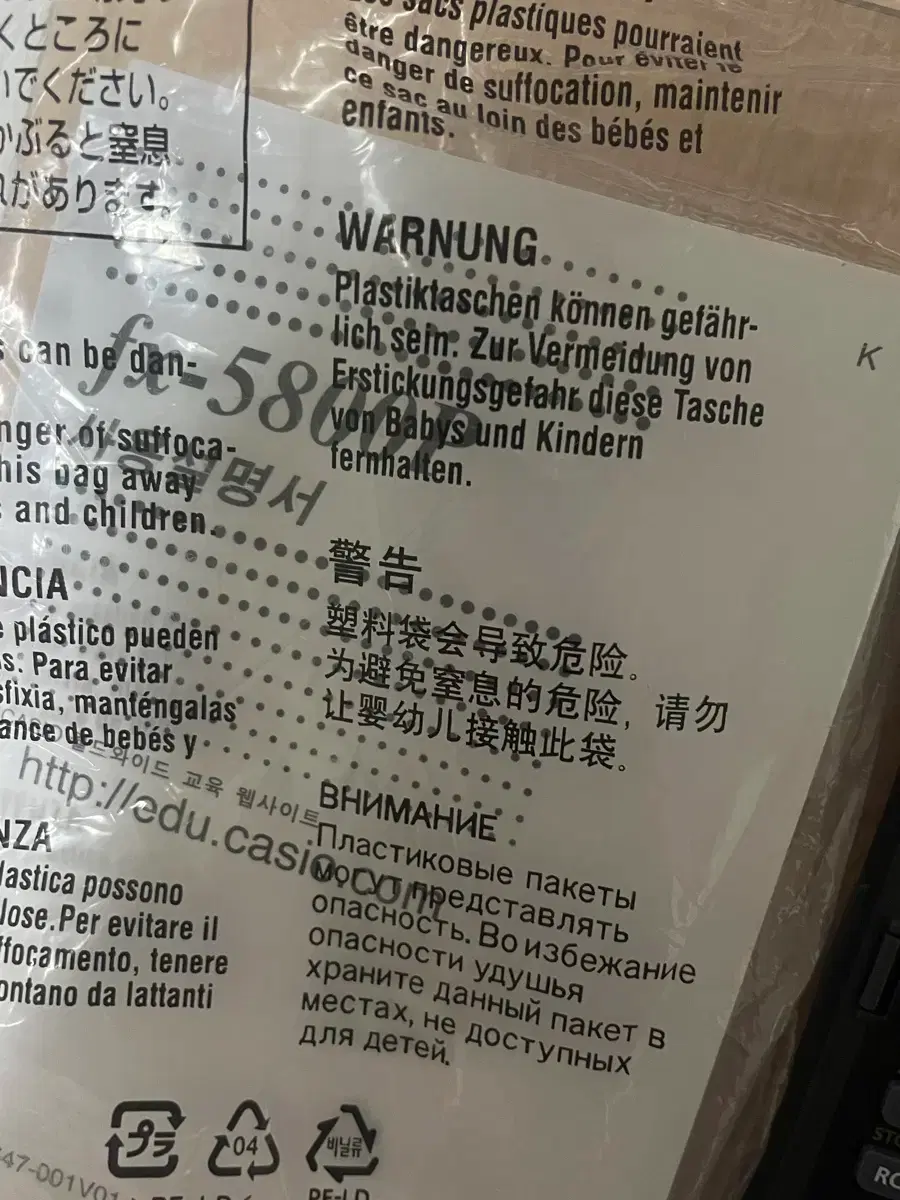 くところに
いでください。
かぶると窒息
があります。
sacs plastiques pourraient
être dangereux. Pour éviter le
danger de suffocation, maintenir
ce sac au loin des bébés et
enfants.
WARNUNG
Plastiktaschen können gefähr-
lich sein. Zur Vermeidung von
Erstickungsgefahr diese Tasche
von Babys und Kindern
fernhalten.
K
can be dan-
nger of suffoca-
his bag away
and children.
fx-5800P
사용설명서
警告
塑料袋会导致危险。
为避免窒息的危险，请勿
让婴幼儿接触此袋。
NCIA
plástico pueden
s. Para evitar
sfixia, manténgalas
ance de bebés y
월드와이드 교육 웹사이트
http://edu.casio.com
ВНИМАНИЕ
Пластиковые пакеты
могут представлять
опасность. Во избежание
опасности удушья
храните данный пакет в
местах, не доступных
для детей.
NZA
lastica possono
lose.Per evitare il
ffocamento, tenere
ontano da lattanti
プラ
04
비닐류
47-001V01
PE-LD
RC